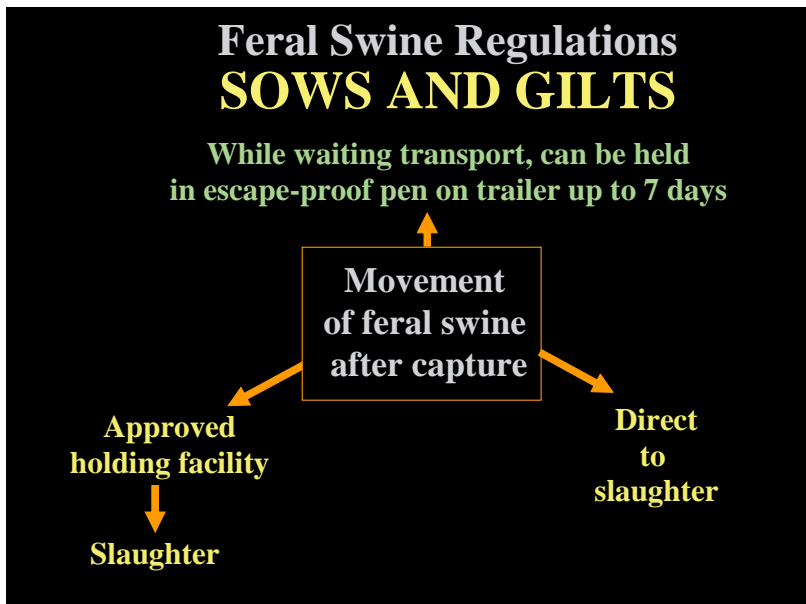 Feral Swine Regulations
SOWS AND GILTS
While waiting transport, can be held
in escape-proof pen on trailer up to 7 days
Movement
of feral swine
after capture
Approved
holding facility
Slaughter
Direct
to
slaughter